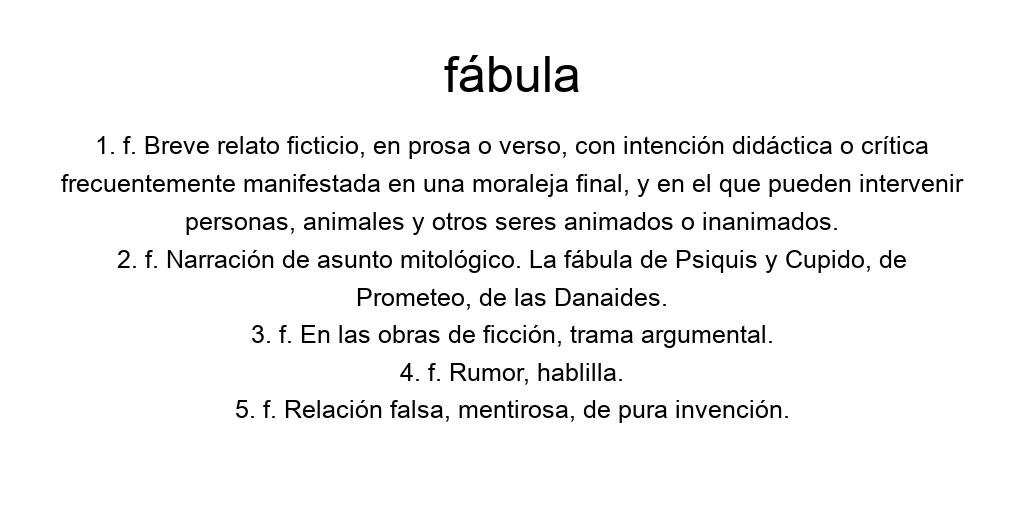 fábula
1. f. Breve relato ficticio, en prosa o verso, con intención didáctica o crítica
frecuentemente manifestada en una moraleja final, y en el que pueden intervenir
personas, animales y otros seres animados o inanimados.
2. f. Narración de asunto mitológico. La fábula de Psiquis y Cupido, de
Prometeo, de las Danaides.
3. f. En las obras de ficción, trama argumental.
4. f. Rumor, hablilla.
5. f. Relación falsa, mentirosa, de pura invención.